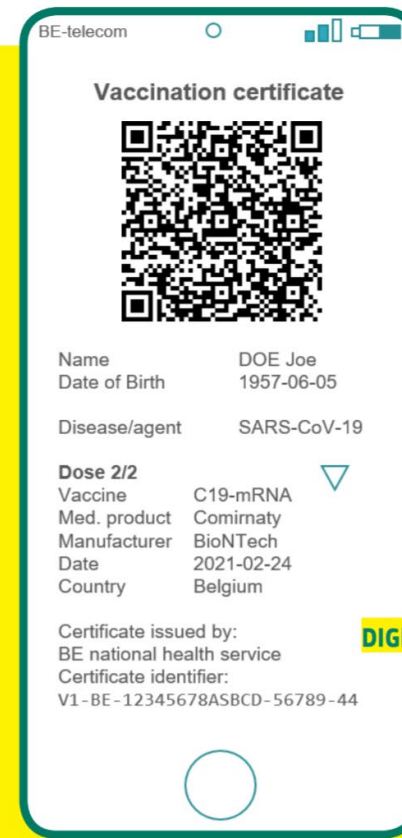 BE-telecom
Vaccination certificate
Name DOE Joe
Date of Birth 1957-06-05
Disease/agent SARS-CoV-19
Dose 2/2
Vaccine C19-mRNA
Med. product Comirnaty
Manufacturer BioNTech
Date 2021-02-24
Country Belgium
Certificate issued by:
BE national health service
Certificate identifier:
V1-BE-12345678ASBCD-56789-44
DIG